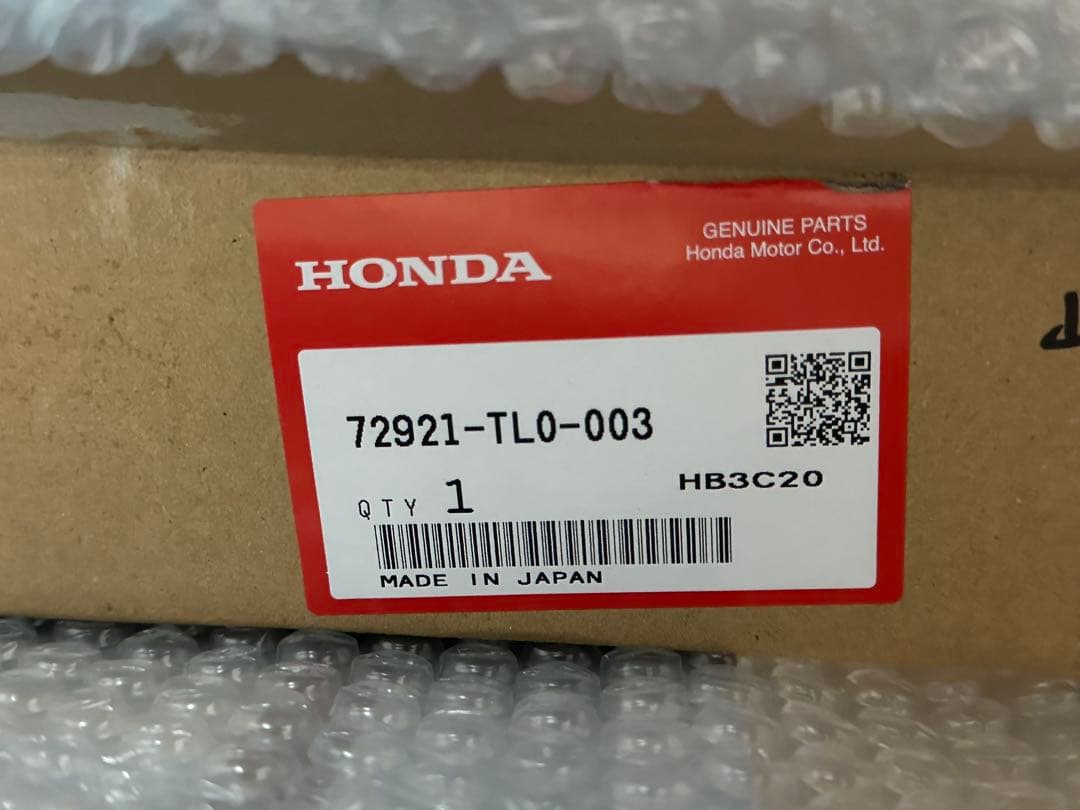 HONDA
GENUINE PARTS
Honda Motor Co., Ltd.
72921-TL0-003
HB3C20
QTY 1
MADE IN JAPAN